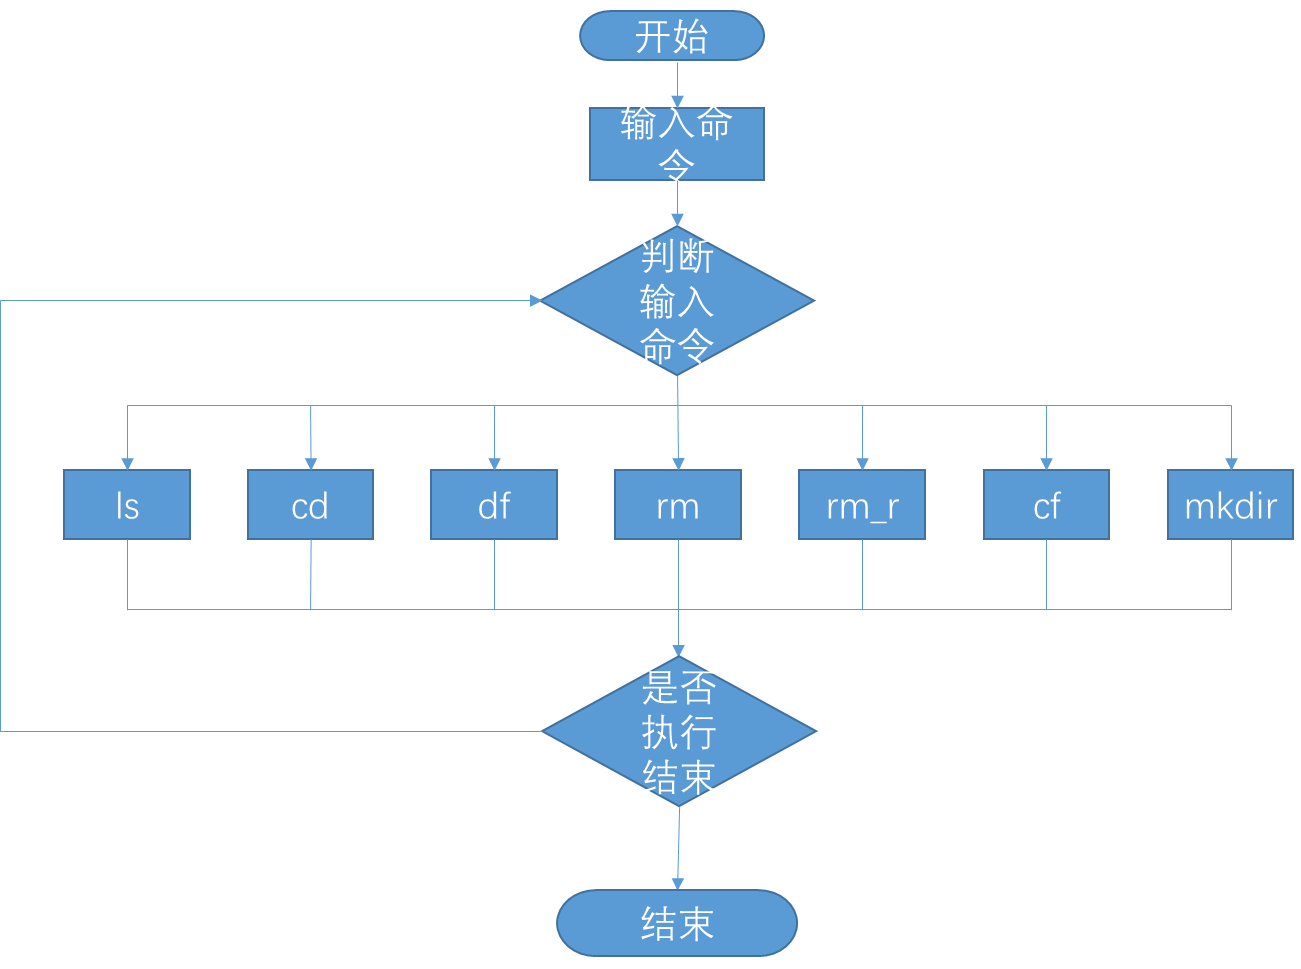 开始
输入命
令
判断
输入
命令
ls
cd
df
rm
rm_r
cf
mkdir
是否
执行
结束
结束